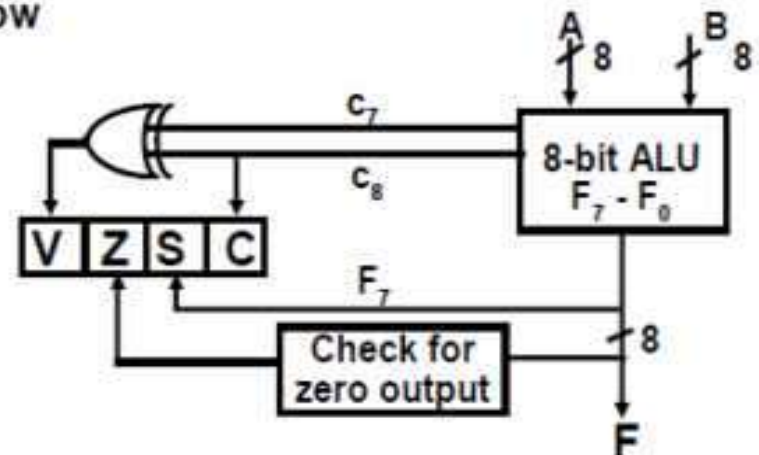 ow
A
8
B
8
c₇
c₈
8-bit ALU
F₇ - F₀
V Z S C
F₇
8
Check for
zero output
F